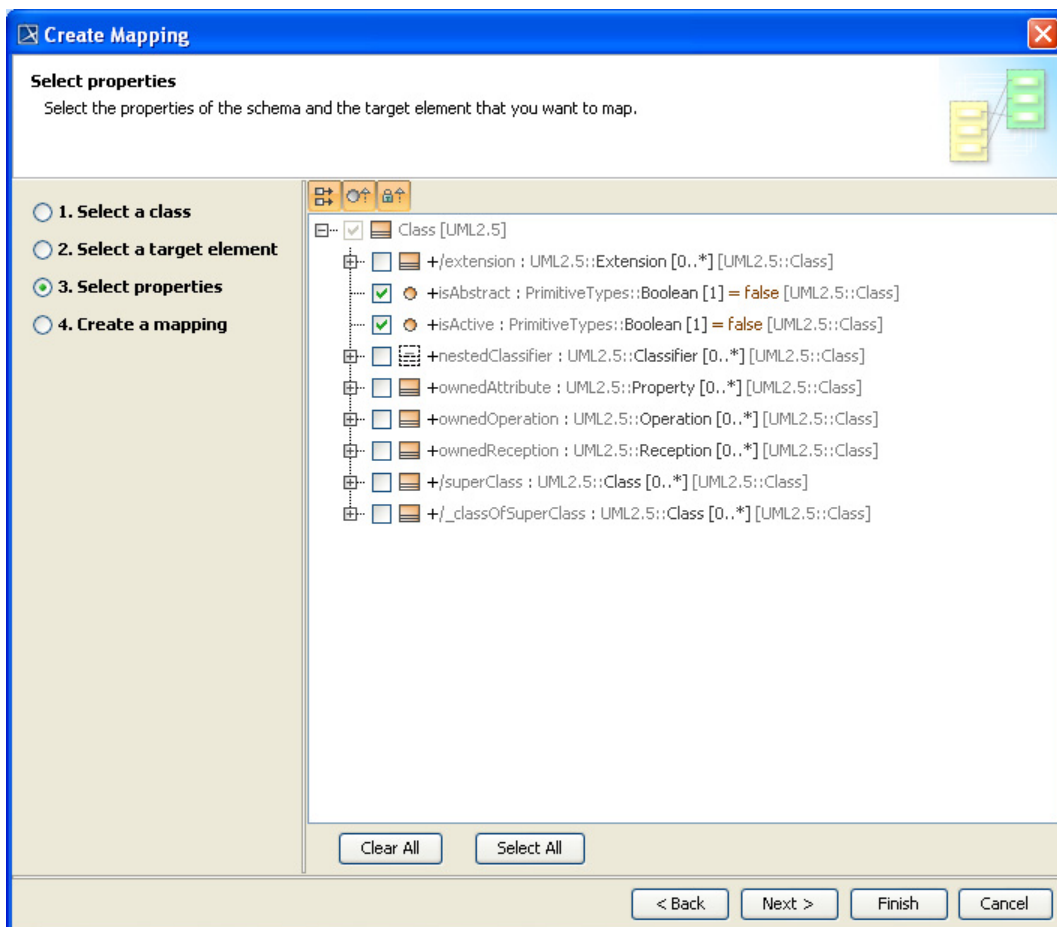 Create Mapping
Select properties
Select the properties of the schema and the target element that you want to map.
1. Select a class
2. Select a target element
3. Select properties
4. Create a mapping
Class [UML2.5]
+/extension : UML2.5::Extension [0..*] [UML2.5::Class]
+isAbstract : PrimitiveTypes::Boolean [1] = false [UML2.5::Class]
+isActive : PrimitiveTypes::Boolean [1] = false [UML2.5::Class]
+nestedClassifier : UML2.5::Classifier [0..*] [UML2.5::Class]
+ownedAttribute : UML2.5::Property [0..*] [UML2.5::Class]
+ownedOperation : UML2.5::Operation [0..*] [UML2.5::Class]
+ownedReception : UML2.5::Reception [0..*] [UML2.5::Class]
+/superClass : UML2.5::Class [0..*] [UML2.5::Class]
+/_classOfSuperClass : UML2.5::Class [0..*] [UML2.5::Class]
Clear All Select All
< Back Next > Finish Cancel